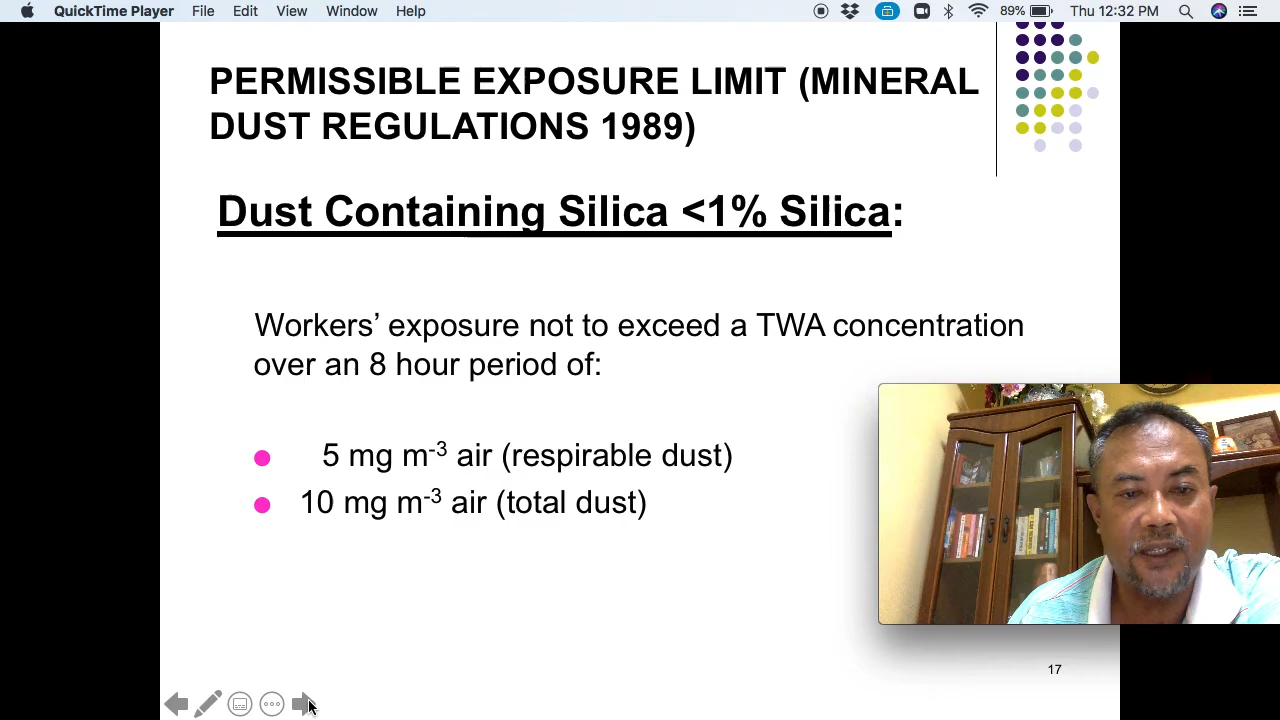 QuickTime Player File Edit View Window Help 89% Thu 12:32 PM
PERMISSIBLE EXPOSURE LIMIT (MINERAL
DUST REGULATIONS 1989)
Dust Containing Silica <1% Silica:
Workers’ exposure not to exceed a TWA concentration
over an 8 hour period of:
5 mg m-3 air (respirable dust)
10 mg m-3 air (total dust)
17